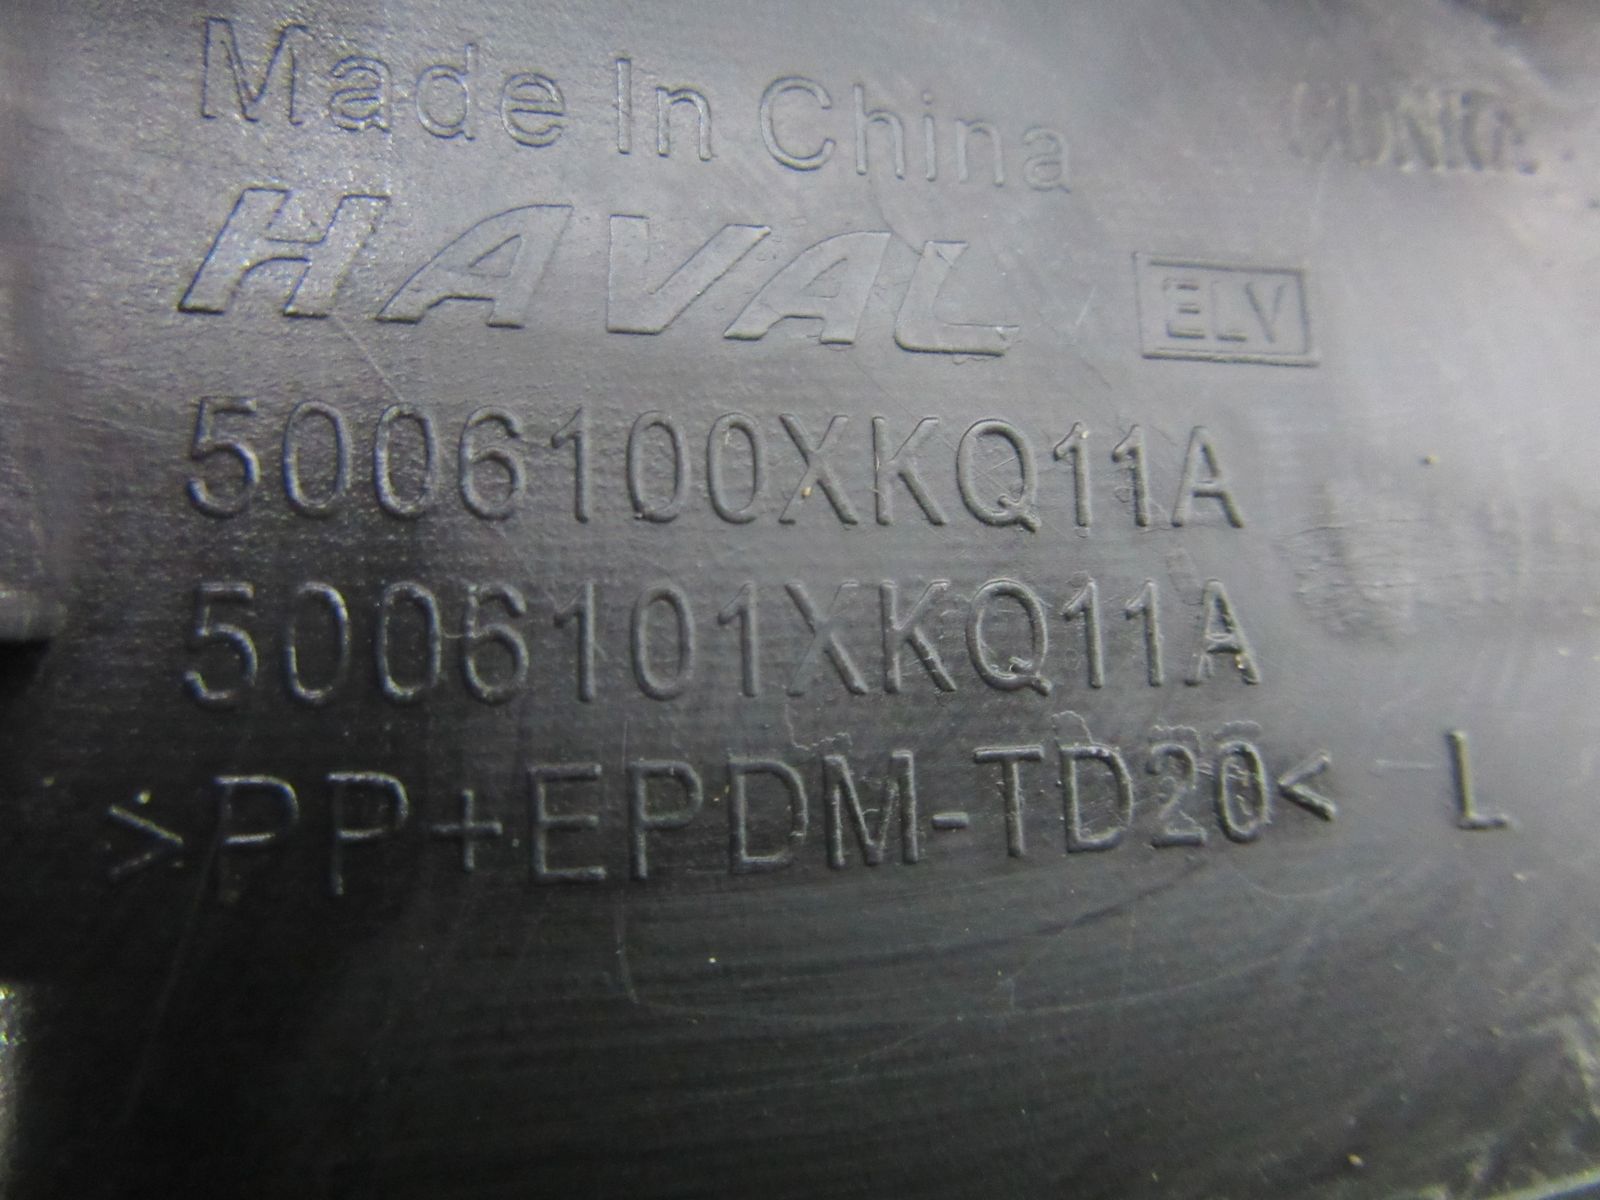 Made In China
HAVAL
ELV
5006100XKQ11A
5006101XKQ11A
>PP+EPDM-TD20< L